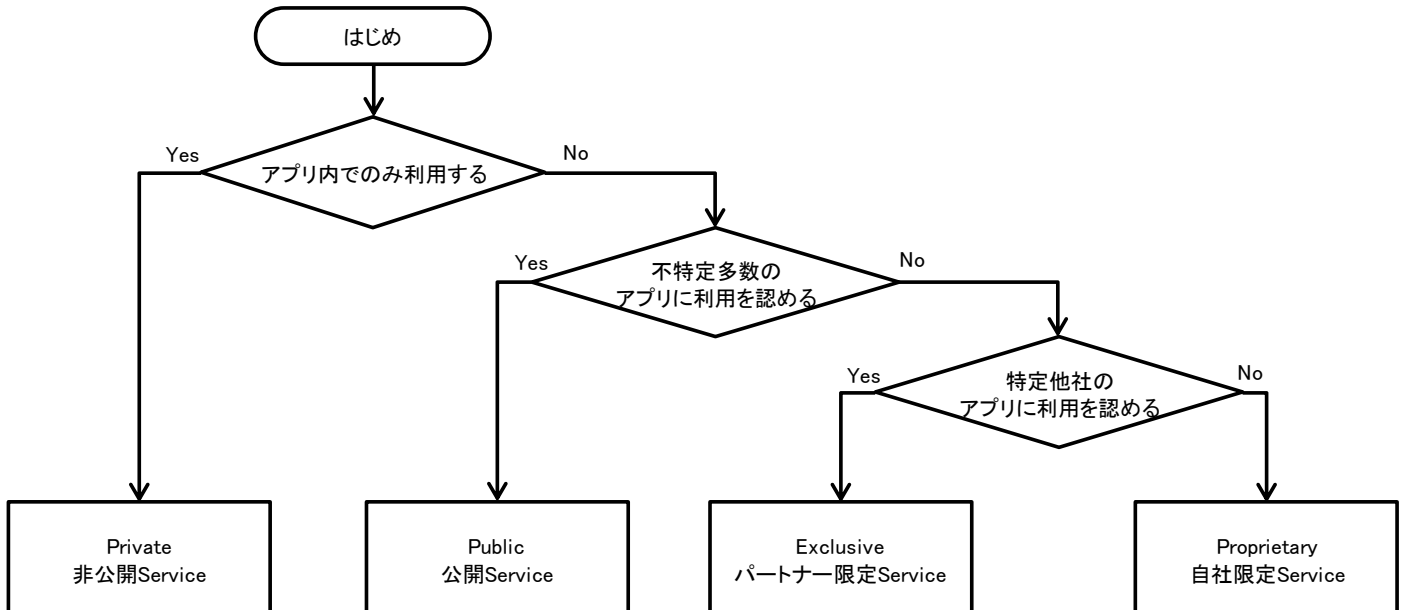 はじめ
Yes
アプリ内でのみ利用する
No
Yes
不特定多数の
アプリに利用を認める
No
Yes
特定他社の
アプリに利用を認める
No
Private
非公開Service
Public
公開Service
Exclusive
パートナー限定Service
Proprietary
自社限定Service